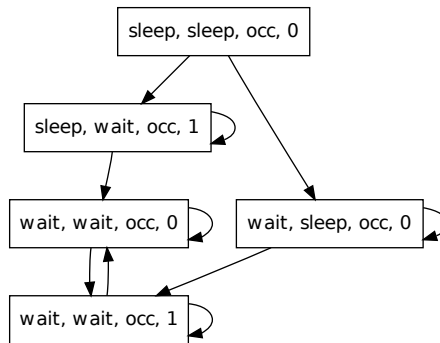 sleep, sleep, occ, 0
sleep, wait, occ, 1
wait, wait, occ, 0
wait, sleep, occ, 0
wait, wait, occ, 1